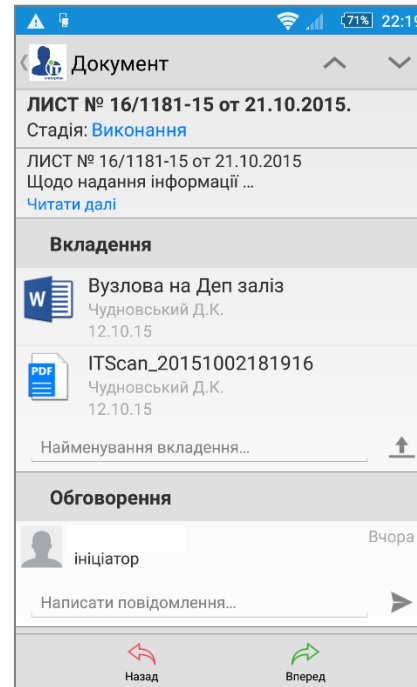 71% 22:19
Документ
ЛИСТ № 16/1181-15 от 21.10.2015.
Стадія: Виконання
ЛИСТ № 16/1181-15 от 21.10.2015
Щодо надання інформації ...
Читати далі
Вкладення
W
Вузлова на Деп заліз
Чудновський Д.К.
12.10.15
PDF
ITScan_20151002181916
Чудновський Д.К.
12.10.15
Найменування вкладення...
Обговорення
Вчора
ініціатор
Написати повідомлення...
Назад Вперед